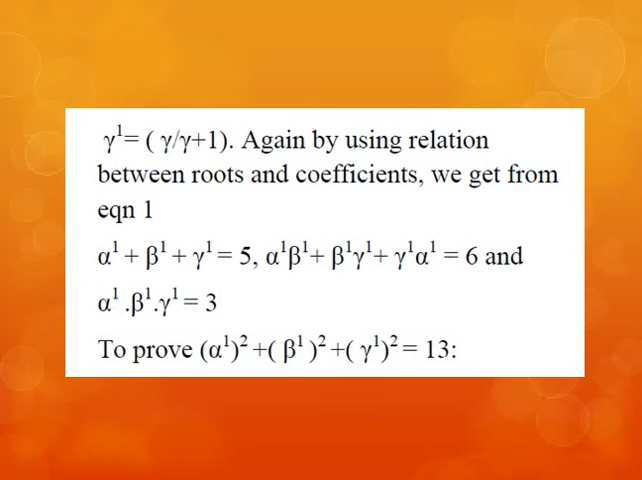 γ¹= ( γ/γ+1). Again by using relation
between roots and coefficients, we get from
eqn 1
α¹ + β¹ + γ¹ = 5, α¹β¹+ β¹γ¹+ γ¹α¹ = 6 and
α¹ .β¹.γ¹ = 3
To prove (α¹)² +( β¹ )² +( γ¹)² = 13: